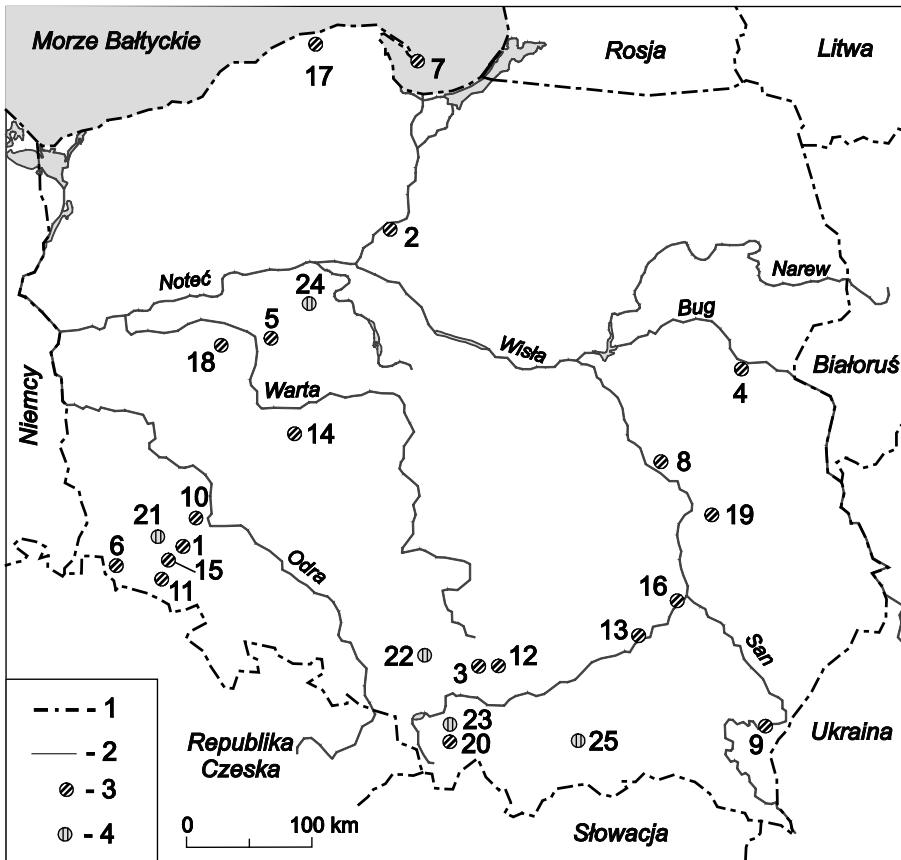 Morze Bałtyckie
Rosja
Litwa
17
7
2
Noteć
24
Narew
5
Bug
18
Wisła
Białoruś
4
Niemcy
Warta
14
8
10
19
21
1
6
15
Odra
11
16
13
San
22
3
12
23
9
Ukraina
20
25
Republika
Czeska
Słowacja
- 1
- 2
- 3
- 4
0 100 km